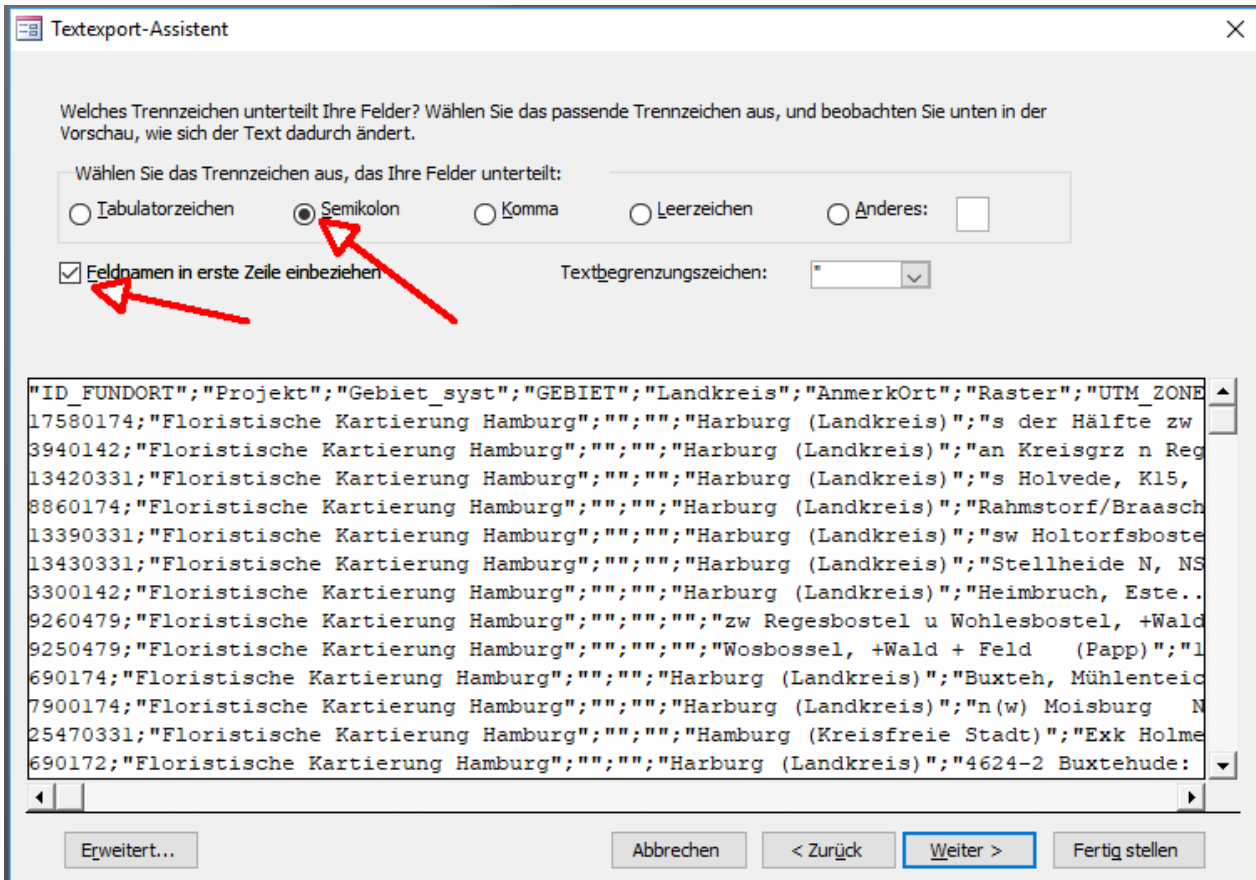 Textexport-Assistent
Welches Trennzeichen unterteilt Ihre Felder? Wählen Sie das passende Trennzeichen aus, und beobachten Sie unten in der
Vorschau, wie sich der Text dadurch ändert.
Wählen Sie das Trennzeichen aus, das Ihre Felder unterteilt:
Tabulatorzeichen Semikolon Komma Leerzeichen Anderes:
Feldnamen in erste Zeile einbeziehen Textbegrenzungszeichen: "
"ID_FUNDORT";"Projekt";"Gebiet_syst";"GEBIET";"Landkreis";"AnmerkOrt";"Raster";"UTM_ZONE
17580174;"Floristische Kartierung Hamburg";"";"";"Harburg (Landkreis)";"s der Hälfte zw
3940142;"Floristische Kartierung Hamburg";"";"";"Harburg (Landkreis)";"an Kreisgrz n Reg
13420331;"Floristische Kartierung Hamburg";"";"";"Harburg (Landkreis)";"s Holvede, K15,
8860174;"Floristische Kartierung Hamburg";"";"";"Harburg (Landkreis)";"Rahmstorf/Braasch
13390331;"Floristische Kartierung Hamburg";"";"";"Harburg (Landkreis)";"sw Holtorfsboste
13430331;"Floristische Kartierung Hamburg";"";"";"Harburg (Landkreis)";"Stellheide N, NS
3300142;"Floristische Kartierung Hamburg";"";"";"Harburg (Landkreis)";"Heimbruch, Este..
9260479;"Floristische Kartierung Hamburg";"";"";"";"zw Regesbostel u Wohlesbostel, +Wald
9250479;"Floristische Kartierung Hamburg";"";"";"";"Wosbossel, +Wald + Feld (Papp)";"1
690174;"Floristische Kartierung Hamburg";"";"";"Harburg (Landkreis)";"Buxteh, Mühlenteic
7900174;"Floristische Kartierung Hamburg";"";"";"Harburg (Landkreis)";"n(w) Moisburg N
25470331;"Floristische Kartierung Hamburg";"";"";"Hamburg (Kreisfreie Stadt)";"Exk Holme
690172;"Floristische Kartierung Hamburg";"";"";"Harburg (Landkreis)";"4624-2 Buxtehude:
Erweitert... Abbrechen < Zurück Weiter > Fertig stellen